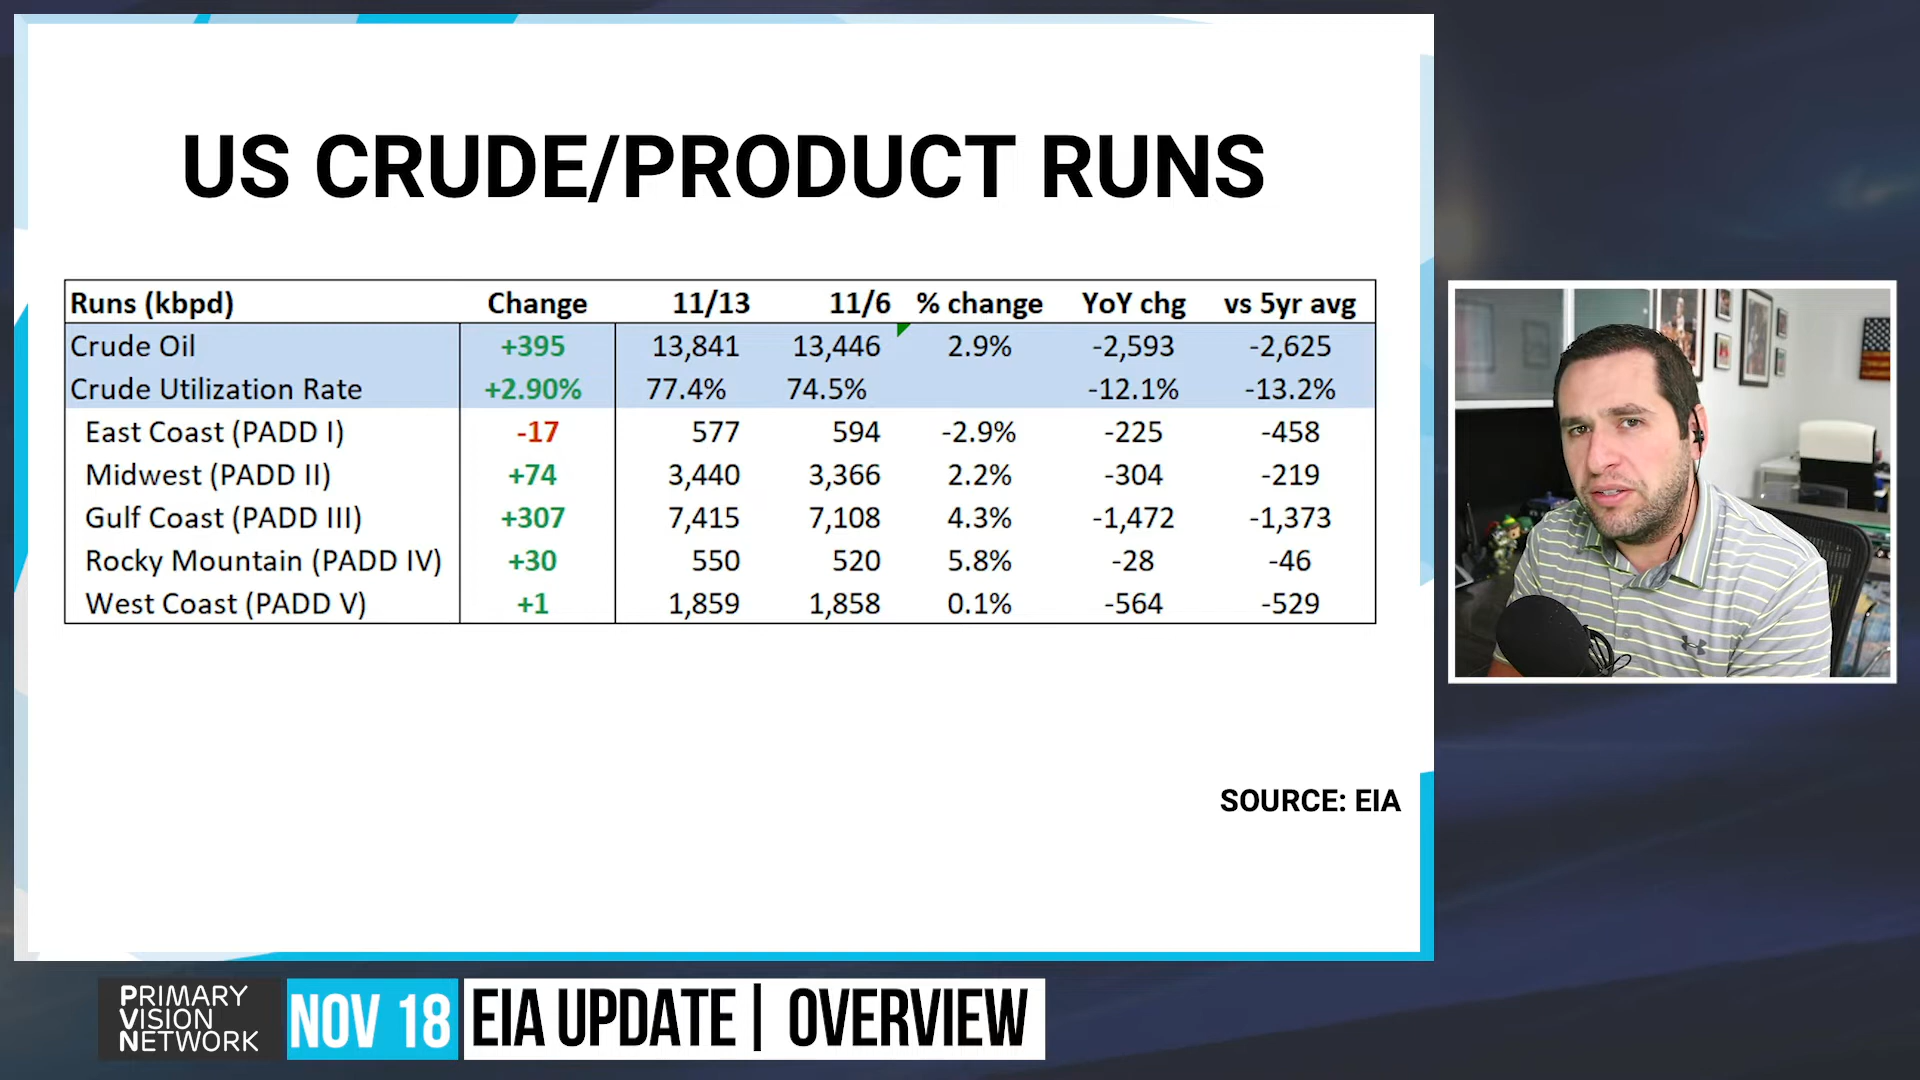 US CRUDE/PRODUCT RUNS
Runs (kbpd) Change 11/13 11/6 % change YoY chg vs 5yr avg
Crude Oil +395 13,841 13,446 2.9% -2,593 -2,625
Crude Utilization Rate +2.90% 77.4% 74.5% -12.1% -13.2%
East Coast (PADD I) -17 577 594 -2.9% -225 -458
Midwest (PADD II) +74 3,440 3,366 2.2% -304 -219
Gulf Coast (PADD III) +307 7,415 7,108 4.3% -1,472 -1,373
Rocky Mountain (PADD IV) +30 550 520 5.8% -28 -46
West Coast (PADD V) +1 1,859 1,858 0.1% -564 -529
SOURCE: EIA
PRIMARY
VISION
NETWORK
NOV 18
EIA UPDATE | OVERVIEW